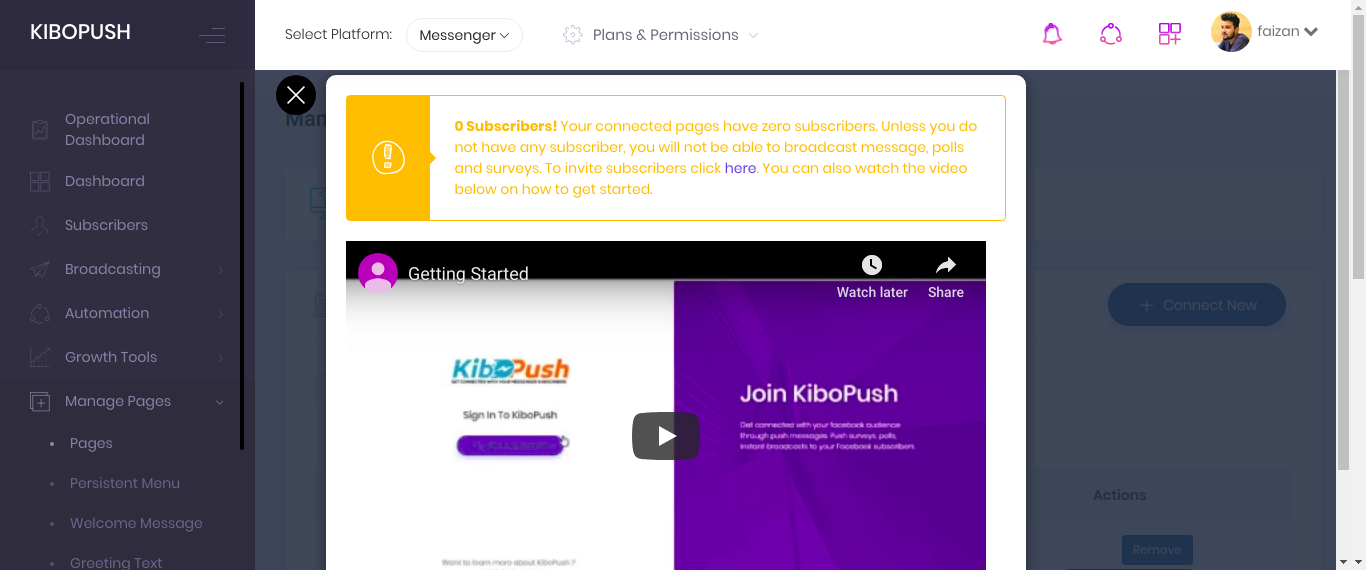 KIBOPUSH
Select Platform: Messenger
Plans & Permissions
faizan
Operational
Dashboard
Dashboard
Subscribers
Broadcasting
Automation
Growth Tools
Manage Pages
Pages
Persistent Menu
Welcome Message
Greeting Text
Man
0 Subscribers! Your connected pages have zero subscribers. Unless you do
not have any subscriber, you will not be able to broadcast message, polls
and surveys. To invite subscribers click here. You can also watch the video
below on how to get started.
Getting Started
Watch later
Share
KiboPush
GET CONNECTED WITH YOUR MESSENGER SUBSCRIBERS
Sign In To KiboPush
Join KiboPush
Get connected with your facebook audience
through push messages. Push surveys, polls,
instant broadcasts to your Facebook subscribers.
Want to learn more about KiboPush ?
Connect New
Actions
Remove